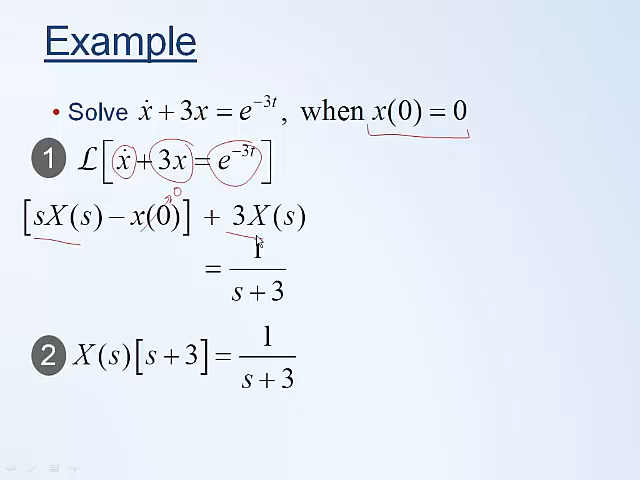 Example
• Solve ẋ + 3x = e^{-3t}, when x(0) = 0
1 ℒ[ẋ + 3x = e^{-3t}]
[sX(s) − x(0)] + 3X(s)
0
= 1/(s + 3)
2 X(s)[s + 3] = 1/(s + 3)